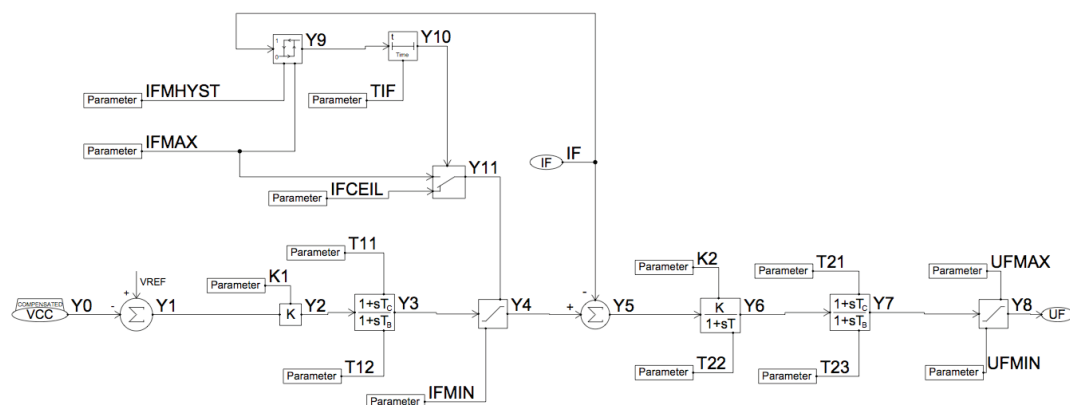 Y9
Y10
1
0
t
Time
Parameter
IFMHYST
Parameter
TIF
Parameter
IFMAX
IF
IF
Y11
Parameter
IFCEIL
Parameter
T11
Parameter
K2
Parameter
T21
UFMAX
Parameter
VREF
Parameter
K1
COMPENSATED
VCC
Y0
+
-
Σ
Y1
K
Y2
1+sTC
1+sTB
Y3
Y4
-
+
Σ
Y5
K
1+sT
Y6
1+sTC
1+sTB
Y7
Y8
UF
Parameter
T12
Parameter
IFMIN
Parameter
T22
Parameter
T23
Parameter
UFMIN